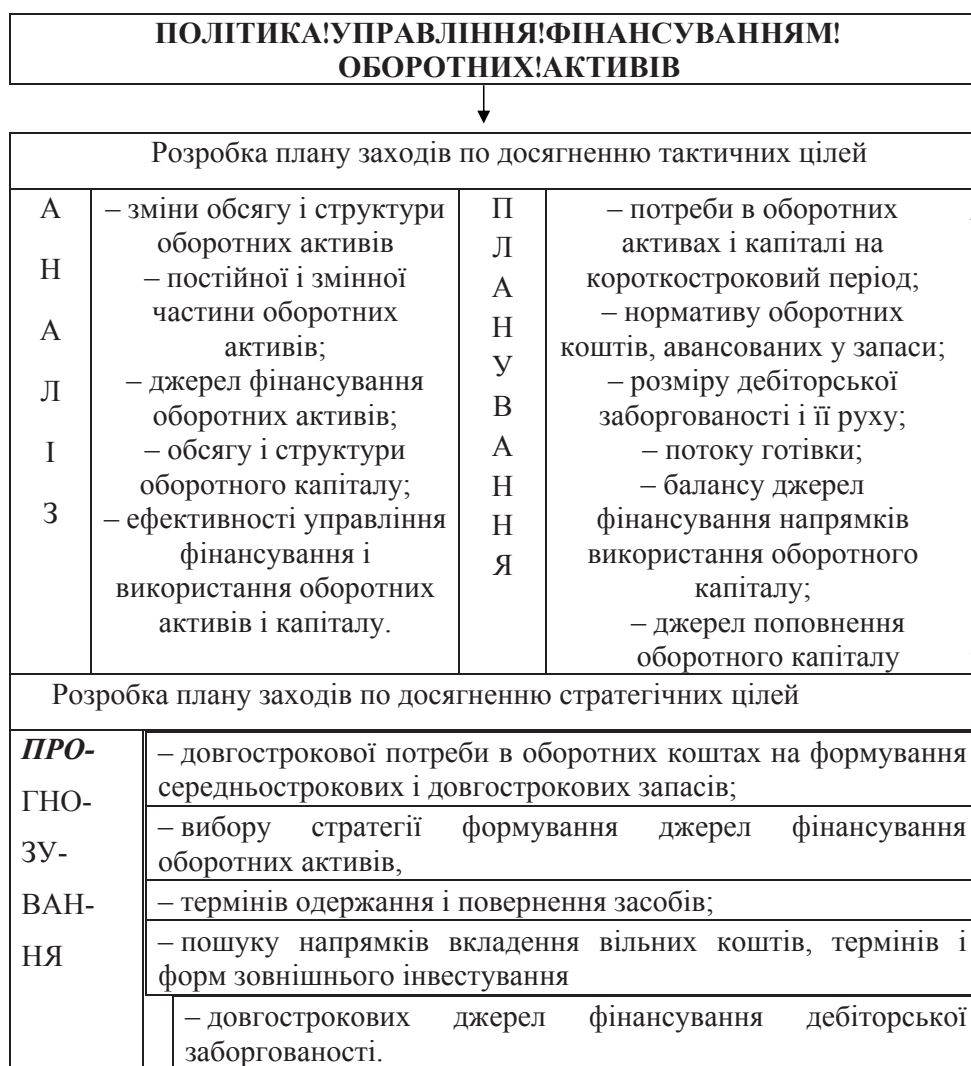 ПОЛІТИКА!УПРАВЛІННЯ!ФІНАНСУВАННЯМ!
ОБОРОТНИХ!АКТИВІВ
Розробка плану заходів по досягненню тактичних цілей
А
Н
А
Л
І
З
– зміни обсягу і структури
оборотних активів
– постійної і змінної
частини оборотних
активів;
– джерел фінансування
оборотних активів;
– обсягу і структури
оборотного капіталу;
– ефективності управління
фінансування і
використання оборотних
активів і капіталу.
П
Л
А
Н
У
В
А
Н
Н
Я
– потреби в оборотних
активах і капіталі на
короткостроковий період;
– нормативу оборотних
коштів, авансованих у запаси;
– розміру дебіторської
заборгованості і її руху;
– потоку готівки;
– балансу джерел
фінансування напрямків
використання оборотного
капіталу;
– джерел поповнення
оборотного капіталу
Розробка плану заходів по досягненню стратегічних цілей
ПРО-
ГНО-
ЗУ-
ВАН-
НЯ
– довгострокової потреби в оборотних коштах на формування
середньострокових і довгострокових запасів;
– вибору стратегії формування джерел фінансування
оборотних активів,
– термінів одержання і повернення засобів;
– пошуку напрямків вкладення вільних коштів, термінів і
форм зовнішнього інвестування
– довгострокових джерел фінансування дебіторської
заборгованості.